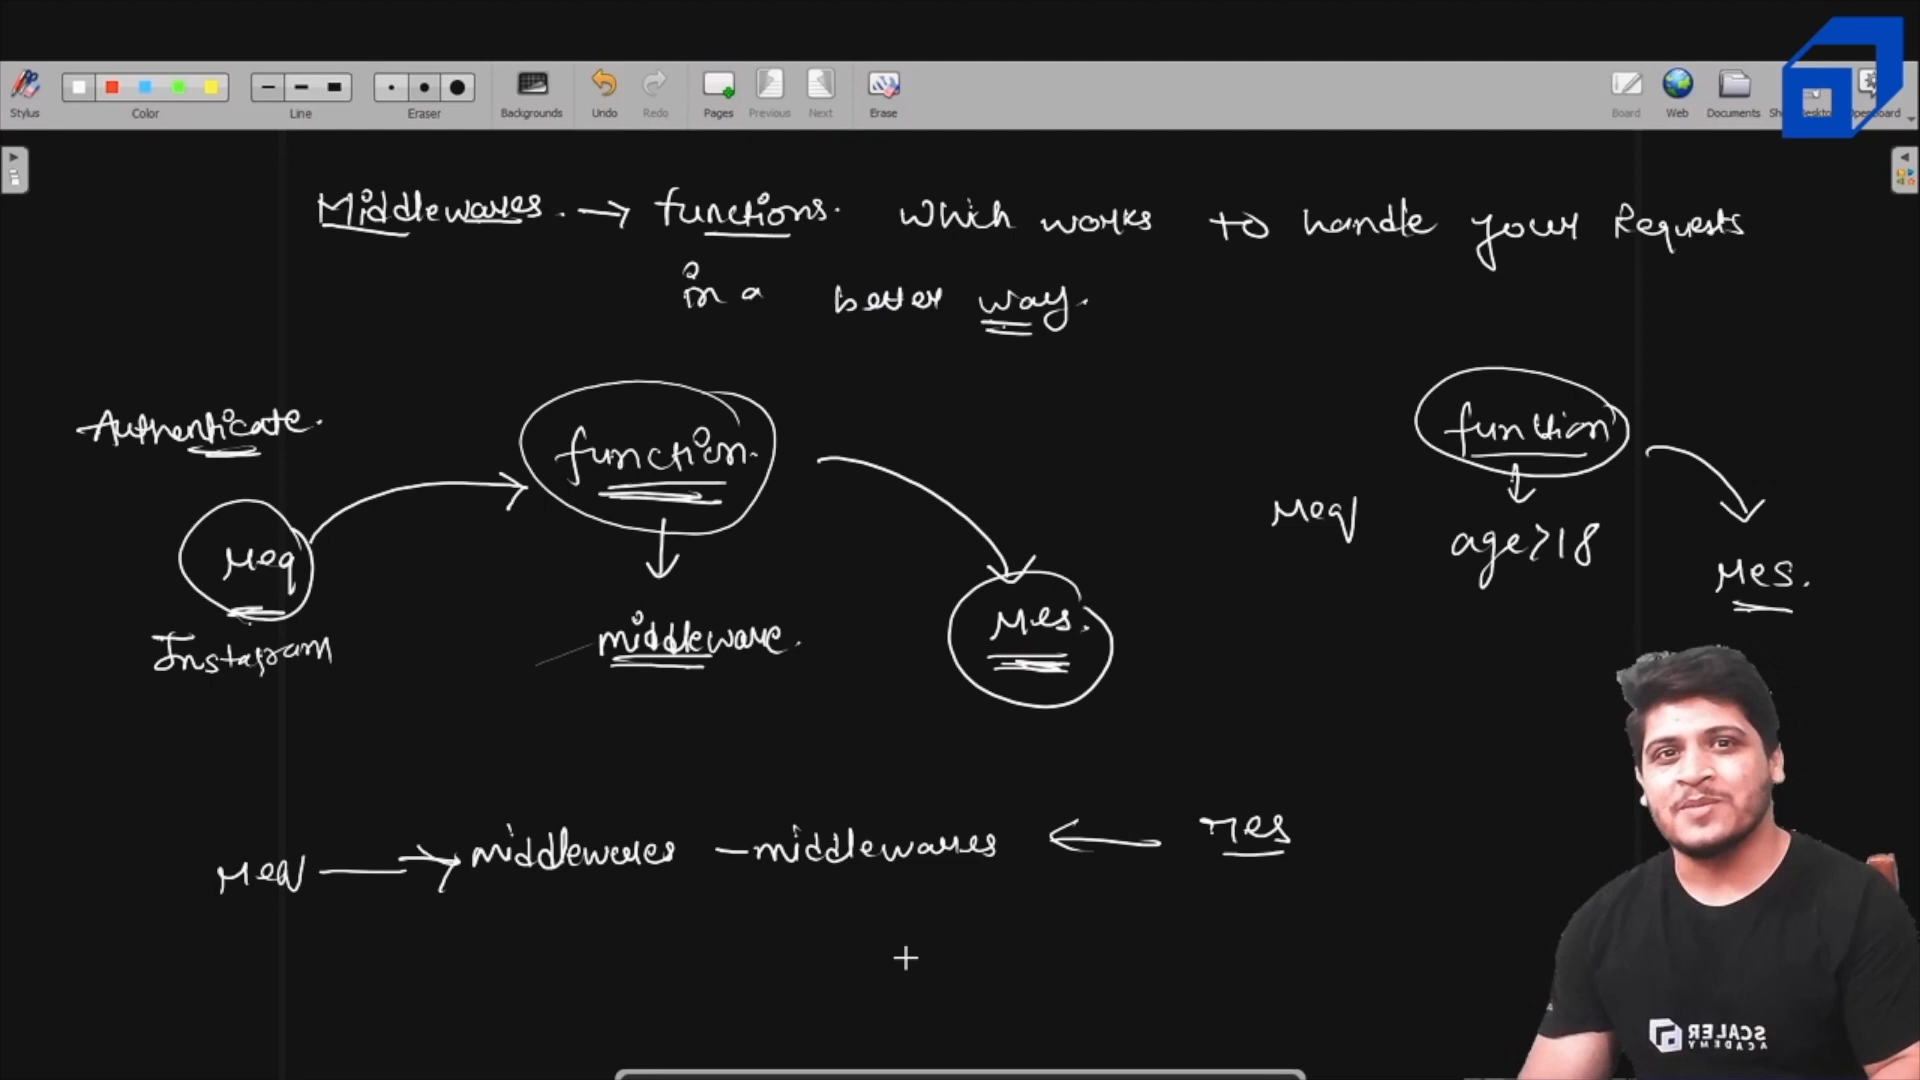 Stylus Color Line Eraser Backgrounds Undo Redo Pages Previous Next Erase Board Web Documents
Middlewares. → functions. which works to handle your Requests
in a better way.
Authenticate.
function.
function
req
age>18
res.
req
Instagram
middleware.
res.
req → middlewares - middlewares ← res
SCALER
ACADEMY